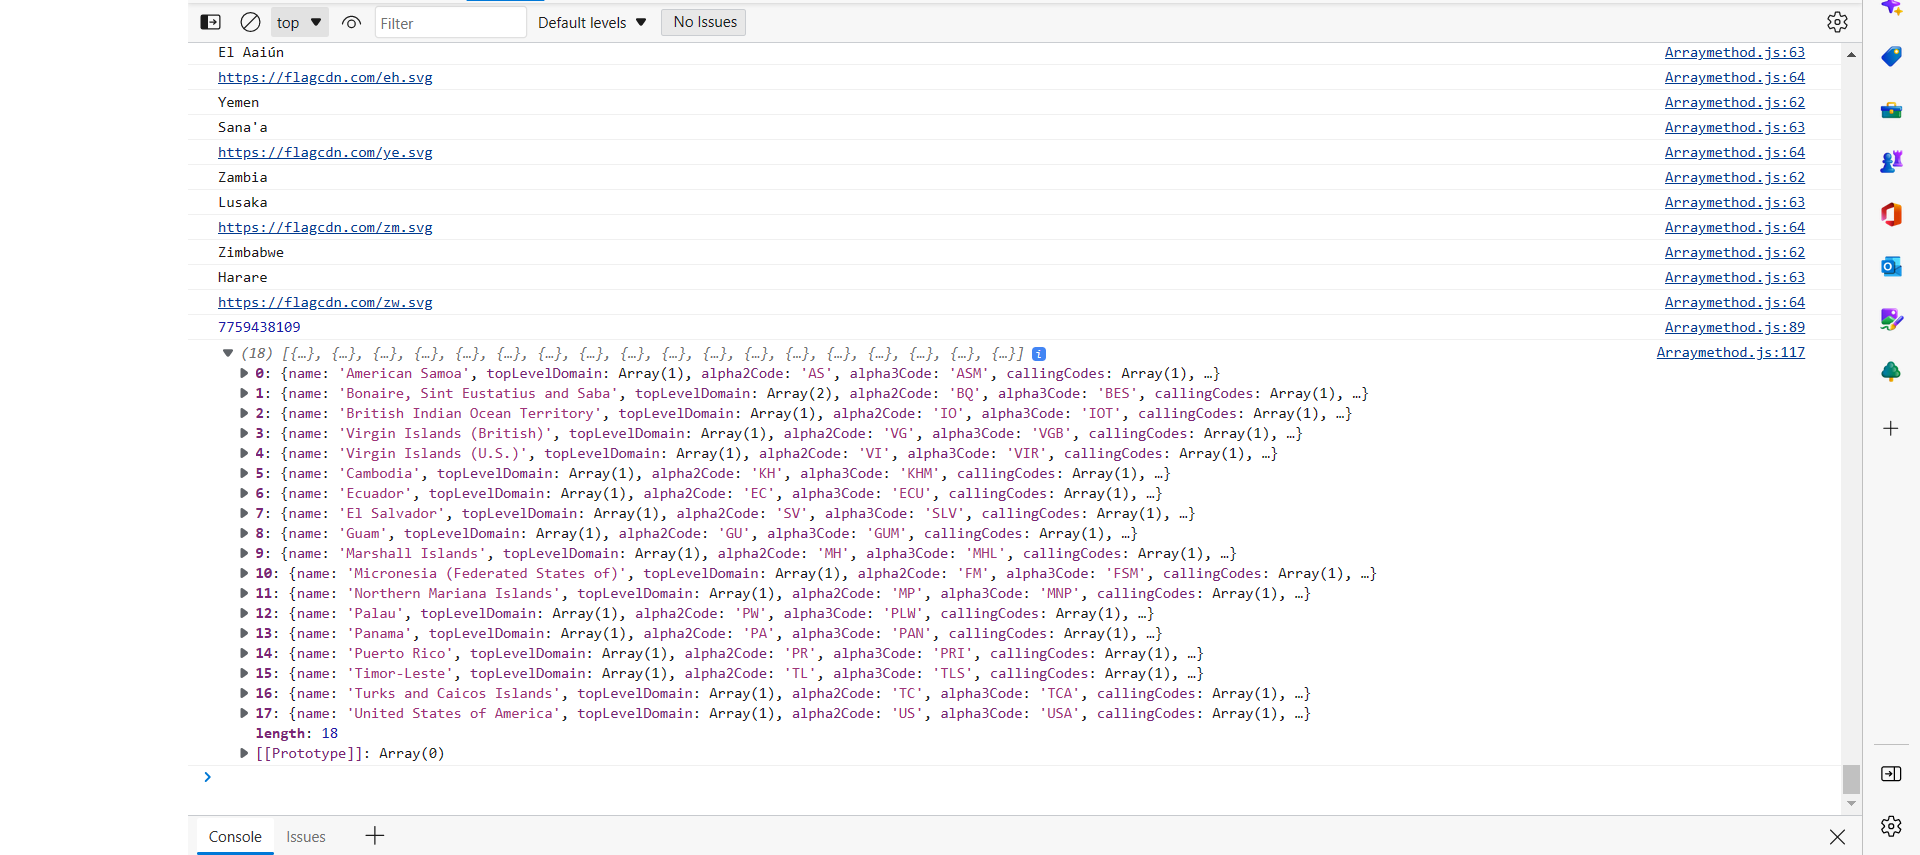 top Filter Default levels No Issues
El Aaiún Arraymethod.js:63
https://flagcdn.com/eh.svg Arraymethod.js:64
Yemen Arraymethod.js:62
Sana'a Arraymethod.js:63
https://flagcdn.com/ye.svg Arraymethod.js:64
Zambia Arraymethod.js:62
Lusaka Arraymethod.js:63
https://flagcdn.com/zm.svg Arraymethod.js:64
Zimbabwe Arraymethod.js:62
Harare Arraymethod.js:63
https://flagcdn.com/zw.svg Arraymethod.js:64
7759438109 Arraymethod.js:89
(18) [{…}, {…}, {…}, {…}, {…}, {…}, {…}, {…}, {…}, {…}, {…}, {…}, {…}, {…}, {…}, {…}, {…}, {…}] i Arraymethod.js:117
0: {name: 'American Samoa', topLevelDomain: Array(1), alpha2Code: 'AS', alpha3Code: 'ASM', callingCodes: Array(1), …}
1: {name: 'Bonaire, Sint Eustatius and Saba', topLevelDomain: Array(2), alpha2Code: 'BQ', alpha3Code: 'BES', callingCodes: Array(1), …}
2: {name: 'British Indian Ocean Territory', topLevelDomain: Array(1), alpha2Code: 'IO', alpha3Code: 'IOT', callingCodes: Array(1), …}
3: {name: 'Virgin Islands (British)', topLevelDomain: Array(1), alpha2Code: 'VG', alpha3Code: 'VGB', callingCodes: Array(1), …}
4: {name: 'Virgin Islands (U.S.)', topLevelDomain: Array(1), alpha2Code: 'VI', alpha3Code: 'VIR', callingCodes: Array(1), …}
5: {name: 'Cambodia', topLevelDomain: Array(1), alpha2Code: 'KH', alpha3Code: 'KHM', callingCodes: Array(1), …}
6: {name: 'Ecuador', topLevelDomain: Array(1), alpha2Code: 'EC', alpha3Code: 'ECU', callingCodes: Array(1), …}
7: {name: 'El Salvador', topLevelDomain: Array(1), alpha2Code: 'SV', alpha3Code: 'SLV', callingCodes: Array(1), …}
8: {name: 'Guam', topLevelDomain: Array(1), alpha2Code: 'GU', alpha3Code: 'GUM', callingCodes: Array(1), …}
9: {name: 'Marshall Islands', topLevelDomain: Array(1), alpha2Code: 'MH', alpha3Code: 'MHL', callingCodes: Array(1), …}
10: {name: 'Micronesia (Federated States of)', topLevelDomain: Array(1), alpha2Code: 'FM', alpha3Code: 'FSM', callingCodes: Array(1), …}
11: {name: 'Northern Mariana Islands', topLevelDomain: Array(1), alpha2Code: 'MP', alpha3Code: 'MNP', callingCodes: Array(1), …}
12: {name: 'Palau', topLevelDomain: Array(1), alpha2Code: 'PW', alpha3Code: 'PLW', callingCodes: Array(1), …}
13: {name: 'Panama', topLevelDomain: Array(1), alpha2Code: 'PA', alpha3Code: 'PAN', callingCodes: Array(1), …}
14: {name: 'Puerto Rico', topLevelDomain: Array(1), alpha2Code: 'PR', alpha3Code: 'PRI', callingCodes: Array(1), …}
15: {name: 'Timor-Leste', topLevelDomain: Array(1), alpha2Code: 'TL', alpha3Code: 'TLS', callingCodes: Array(1), …}
16: {name: 'Turks and Caicos Islands', topLevelDomain: Array(1), alpha2Code: 'TC', alpha3Code: 'TCA', callingCodes: Array(1), …}
17: {name: 'United States of America', topLevelDomain: Array(1), alpha2Code: 'US', alpha3Code: 'USA', callingCodes: Array(1), …}
length: 18
[[Prototype]]: Array(0)
Console Issues